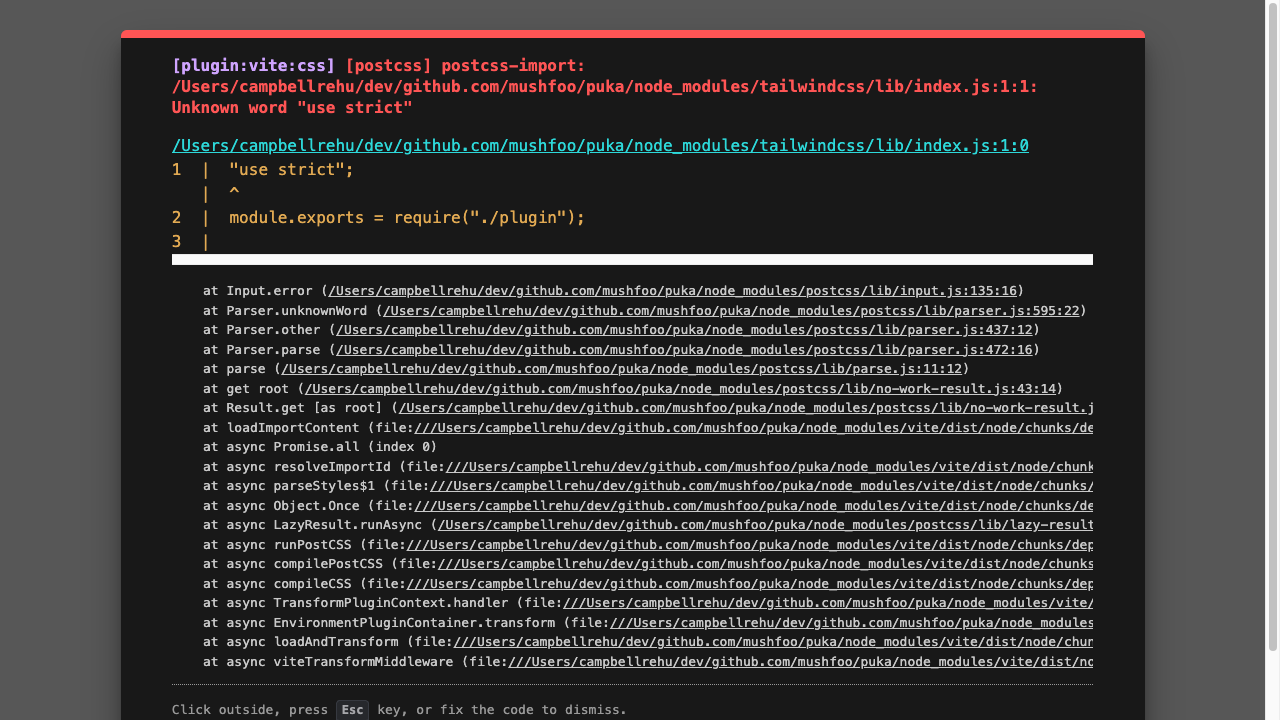 [plugin:vite:css] [postcss] postcss-import:
/Users/campbellrehu/dev/github.com/mushfoo/puka/node_modules/tailwindcss/lib/index.js:1:1:
Unknown word "use strict"
/Users/campbellrehu/dev/github.com/mushfoo/puka/node_modules/tailwindcss/lib/index.js:1:0
1  |  "use strict";
   |  ^
2  |  module.exports = require("./plugin");
3  |
at Input.error (/Users/campbellrehu/dev/github.com/mushfoo/puka/node_modules/postcss/lib/input.js:135:16)
at Parser.unknownWord (/Users/campbellrehu/dev/github.com/mushfoo/puka/node_modules/postcss/lib/parser.js:595:22)
at Parser.other (/Users/campbellrehu/dev/github.com/mushfoo/puka/node_modules/postcss/lib/parser.js:437:12)
at Parser.parse (/Users/campbellrehu/dev/github.com/mushfoo/puka/node_modules/postcss/lib/parser.js:472:16)
at parse (/Users/campbellrehu/dev/github.com/mushfoo/puka/node_modules/postcss/lib/parse.js:11:12)
at get root (/Users/campbellrehu/dev/github.com/mushfoo/puka/node_modules/postcss/lib/no-work-result.js:43:14)
at Result.get [as root] (/Users/campbellrehu/dev/github.com/mushfoo/puka/node_modules/postcss/lib/no-work-result.j
at loadImportContent (file:///Users/campbellrehu/dev/github.com/mushfoo/puka/node_modules/vite/dist/node/chunks/de
at async Promise.all (index 0)
at async resolveImportId (file:///Users/campbellrehu/dev/github.com/mushfoo/puka/node_modules/vite/dist/node/chunk
at async parseStyles$1 (file:///Users/campbellrehu/dev/github.com/mushfoo/puka/node_modules/vite/dist/node/chunks/
at async Object.Once (file:///Users/campbellrehu/dev/github.com/mushfoo/puka/node_modules/vite/dist/node/chunks/de
at async LazyResult.runAsync (/Users/campbellrehu/dev/github.com/mushfoo/puka/node_modules/postcss/lib/lazy-result
at async runPostCSS (file:///Users/campbellrehu/dev/github.com/mushfoo/puka/node_modules/vite/dist/node/chunks/dep
at async compilePostCSS (file:///Users/campbellrehu/dev/github.com/mushfoo/puka/node_modules/vite/dist/node/chunks
at async compileCSS (file:///Users/campbellrehu/dev/github.com/mushfoo/puka/node_modules/vite/dist/node/chunks/dep
at async TransformPluginContext.handler (file:///Users/campbellrehu/dev/github.com/mushfoo/puka/node_modules/vite/
at async EnvironmentPluginContainer.transform (file:///Users/campbellrehu/dev/github.com/mushfoo/puka/node_modules
at async loadAndTransform (file:///Users/campbellrehu/dev/github.com/mushfoo/puka/node_modules/vite/dist/node/chun
at async viteTransformMiddleware (file:///Users/campbellrehu/dev/github.com/mushfoo/puka/node_modules/vite/dist/no
Click outside, press Esc key, or fix the code to dismiss.